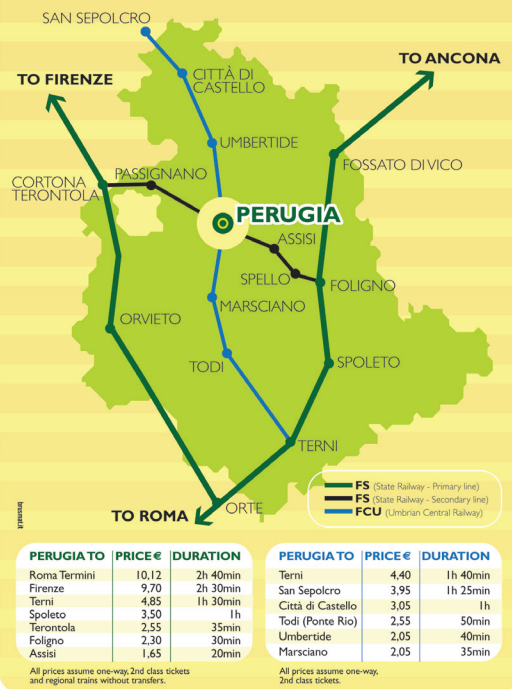 SAN SEPOLCRO
TO ANCONA
TO FIRENZE
CITTÀ DI
CASTELLO
UMBERTIDE
FOSSATO DI VICO
PASSIGNANO
CORTONA
TERONTOLA
PERUGIA
ASSISI
SPELLO
FOLIGNO
MARSCIANO
ORVIETO
TODI
SPOLETO
TERNI
FS (State Railway - Primary line)
FS (State Railway - Secondary line)
FCU (Umbrian Central Railway)
ORTE
TO ROMA
brusnat.it
PERUGIA TO PRICE € DURATION
Roma Termini 10,12 2h 40min
Firenze 9,70 2h 30min
Terni 4,85 1h 30min
Spoleto 3,50 1h
Terontola 2,55 35min
Foligno 2,30 30min
Assisi 1,65 20min
All prices assume one-way, 2nd class tickets
and regional trains without transfers.
PERUGIA TO PRICE € DURATION
Terni 4,40 1h 40min
San Sepolcro 3,95 1h 25min
Città di Castello 3,05 1h
Todi (Ponte Rio) 2,55 50min
Umbertide 2,05 40min
Marsciano 2,05 35min
All prices assume one-way,
2nd class tickets.